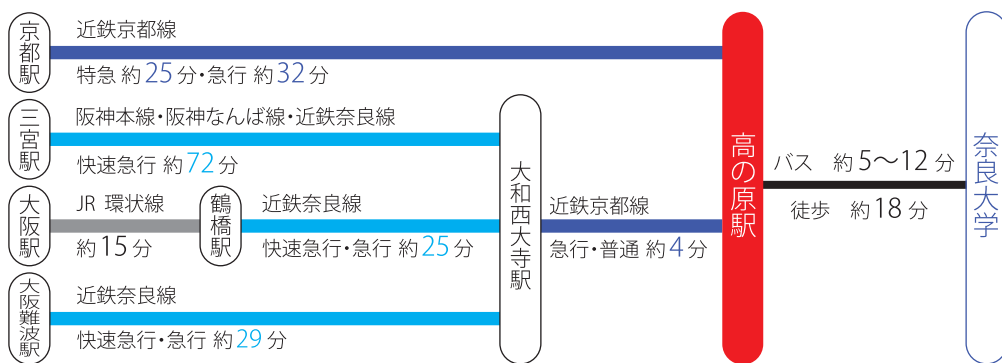 京都駅
近鉄京都線
特急 約25分・急行 約32分
三宮駅
阪神本線・阪神なんば線・近鉄奈良線
快速急行 約72分
大阪駅
JR 環状線
約15分
鶴橋駅
近鉄奈良線
快速急行・急行 約25分
大阪難波駅
近鉄奈良線
快速急行・急行 約29分
大和西大寺駅
近鉄京都線
急行・普通 約4分
高の原駅
バス 約5〜12分
徒歩 約18分
奈良大学